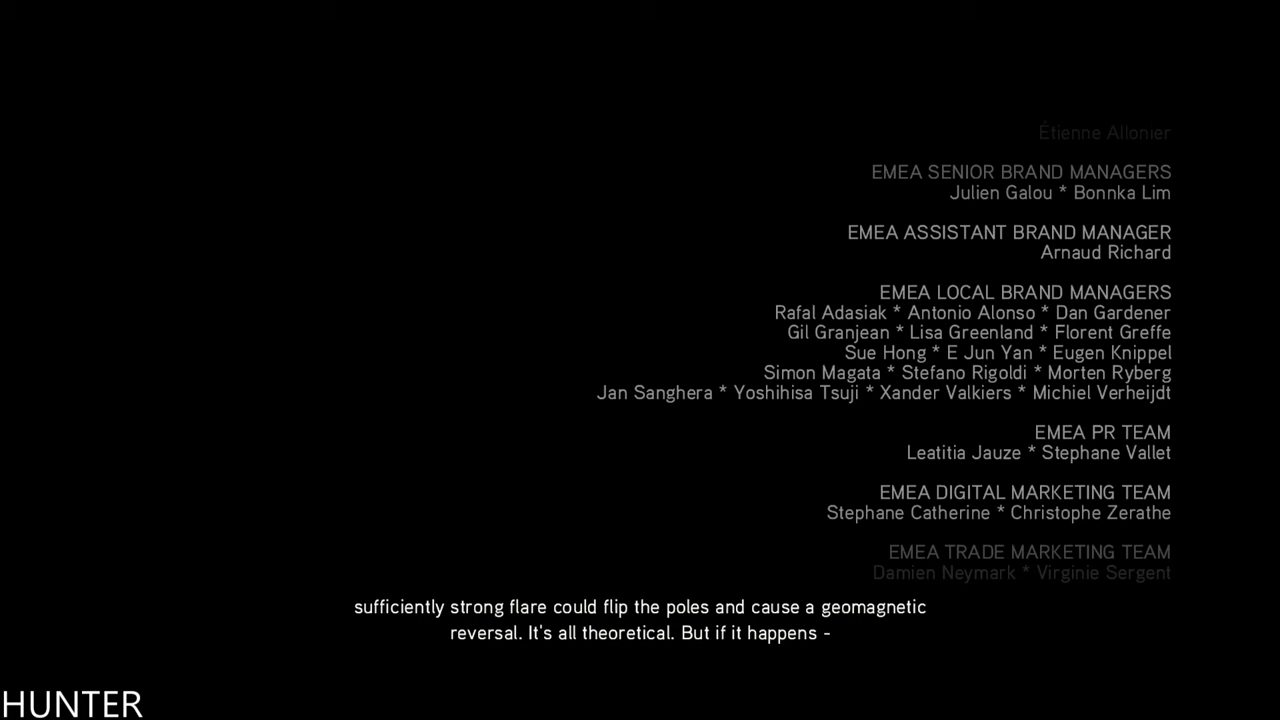 Étienne Allonier
EMEA SENIOR BRAND MANAGERS
Julien Galou * Bonnka Lim
EMEA ASSISTANT BRAND MANAGER
Arnaud Richard
EMEA LOCAL BRAND MANAGERS
Rafal Adasiak * Antonio Alonso * Dan Gardener
Gil Granjean * Lisa Greenland * Florent Greffe
Sue Hong * E Jun Yan * Eugen Knippel
Simon Magata * Stefano Rigoldi * Morten Ryberg
Jan Sanghera * Yoshihisa Tsuji * Xander Valkiers * Michiel Verheijdt
EMEA PR TEAM
Leatitia Jauze * Stephane Vallet
EMEA DIGITAL MARKETING TEAM
Stephane Catherine * Christophe Zerathe
EMEA TRADE MARKETING TEAM
Damien Neymark * Virginie Sergent
sufficiently strong flare could flip the poles and cause a geomagnetic
reversal. It's all theoretical. But if it happens -
HUNTER